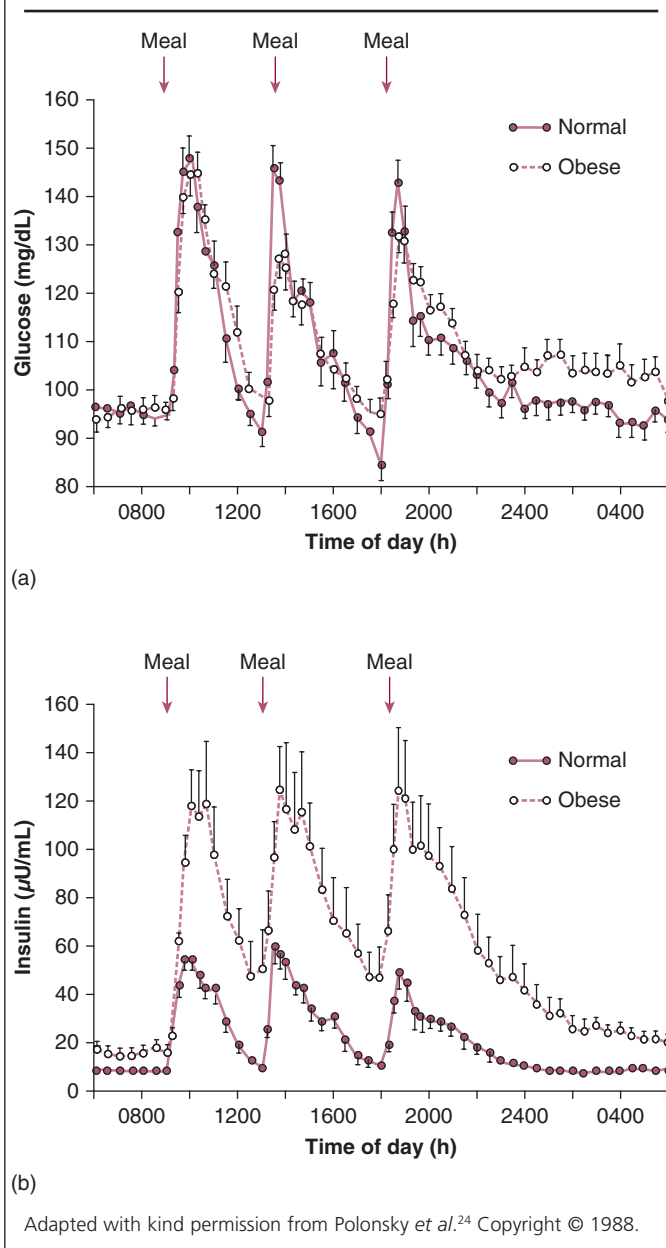 Meal Meal Meal
160
150
140
130
120
110
100
90
80
Glucose (mg/dL)
Normal
Obese
0800 1200 1600 2000 2400 0400
Time of day (h)
(a)
Meal Meal Meal
160
140
120
100
80
60
40
20
0
Insulin (µU/mL)
Normal
Obese
0800 1200 1600 2000 2400 0400
Time of day (h)
(b)
Adapted with kind permission from Polonsky et al.24 Copyright © 1988.